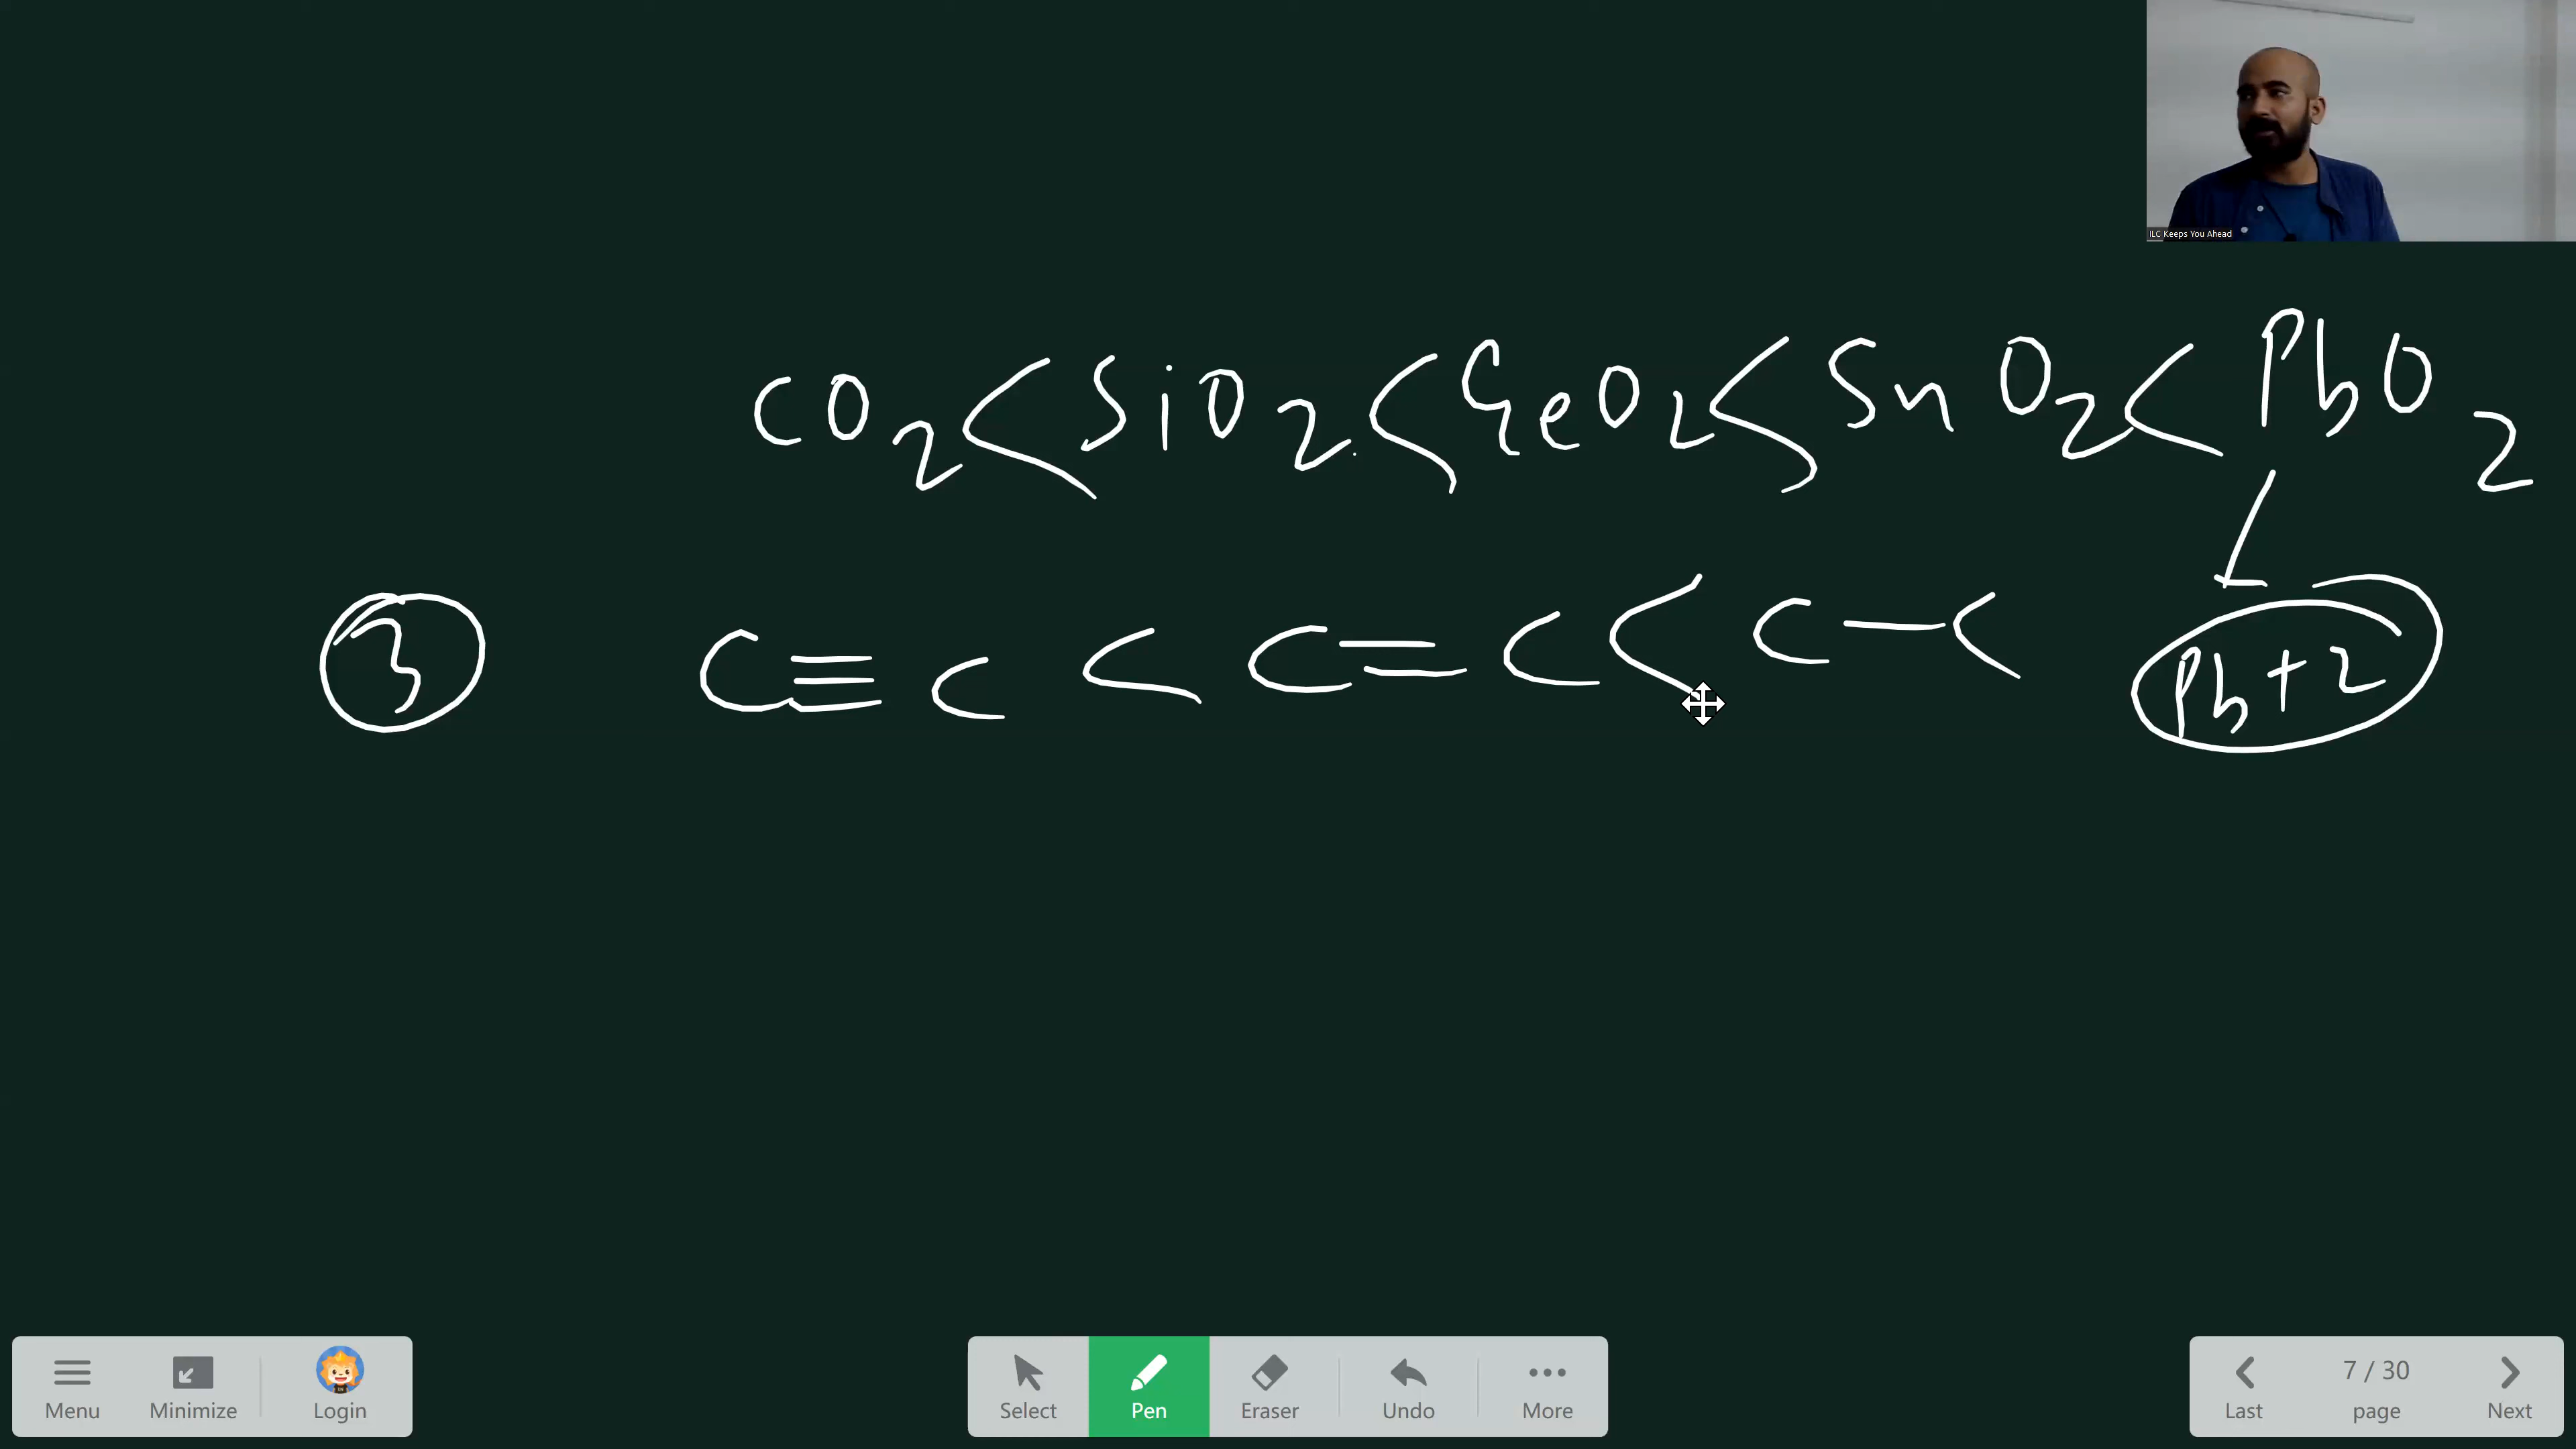 ILC Keeps You Ahead
CO2 < SiO2 < GeO2 < SnO2 < PbO2
3 C≡C < C=C < C—C
Pb+2
Menu Minimize Login Select Pen Eraser Undo More Last 7 / 30 page Next